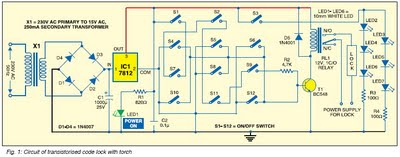 X1 = 230V AC PRIMARY TO 15V AC,
250mA SECONDARY TRANSFORMER
LED1- LED6 =
10mm WHITE LED
X1
230V AC
50Hz
D1
D2
D3
D4
D1-D4 = 1N4007
OUT
IC1
7812
IN
COM
C1
1000µ
25V
R1
820Ω
LED1
POWER ON
C2
0.1µ
S1
S2
S3
S4
S5
S6
S7
S8
S9
S10
S11
S12
S1- S12 = ON/OFF SWITCH
R2
4.7K
D5
1N4001
T1
BC548
N/O
N/C
RL1
12V, 1C/O
RELAY
LOCK
POWER SUPPLY
FOR LOCK
LED2
LED3
LED4
LED5
LED6
LED7
R3
100Ω
R4
100Ω
Fig. 1: Circuit of transistorised code lock with torch